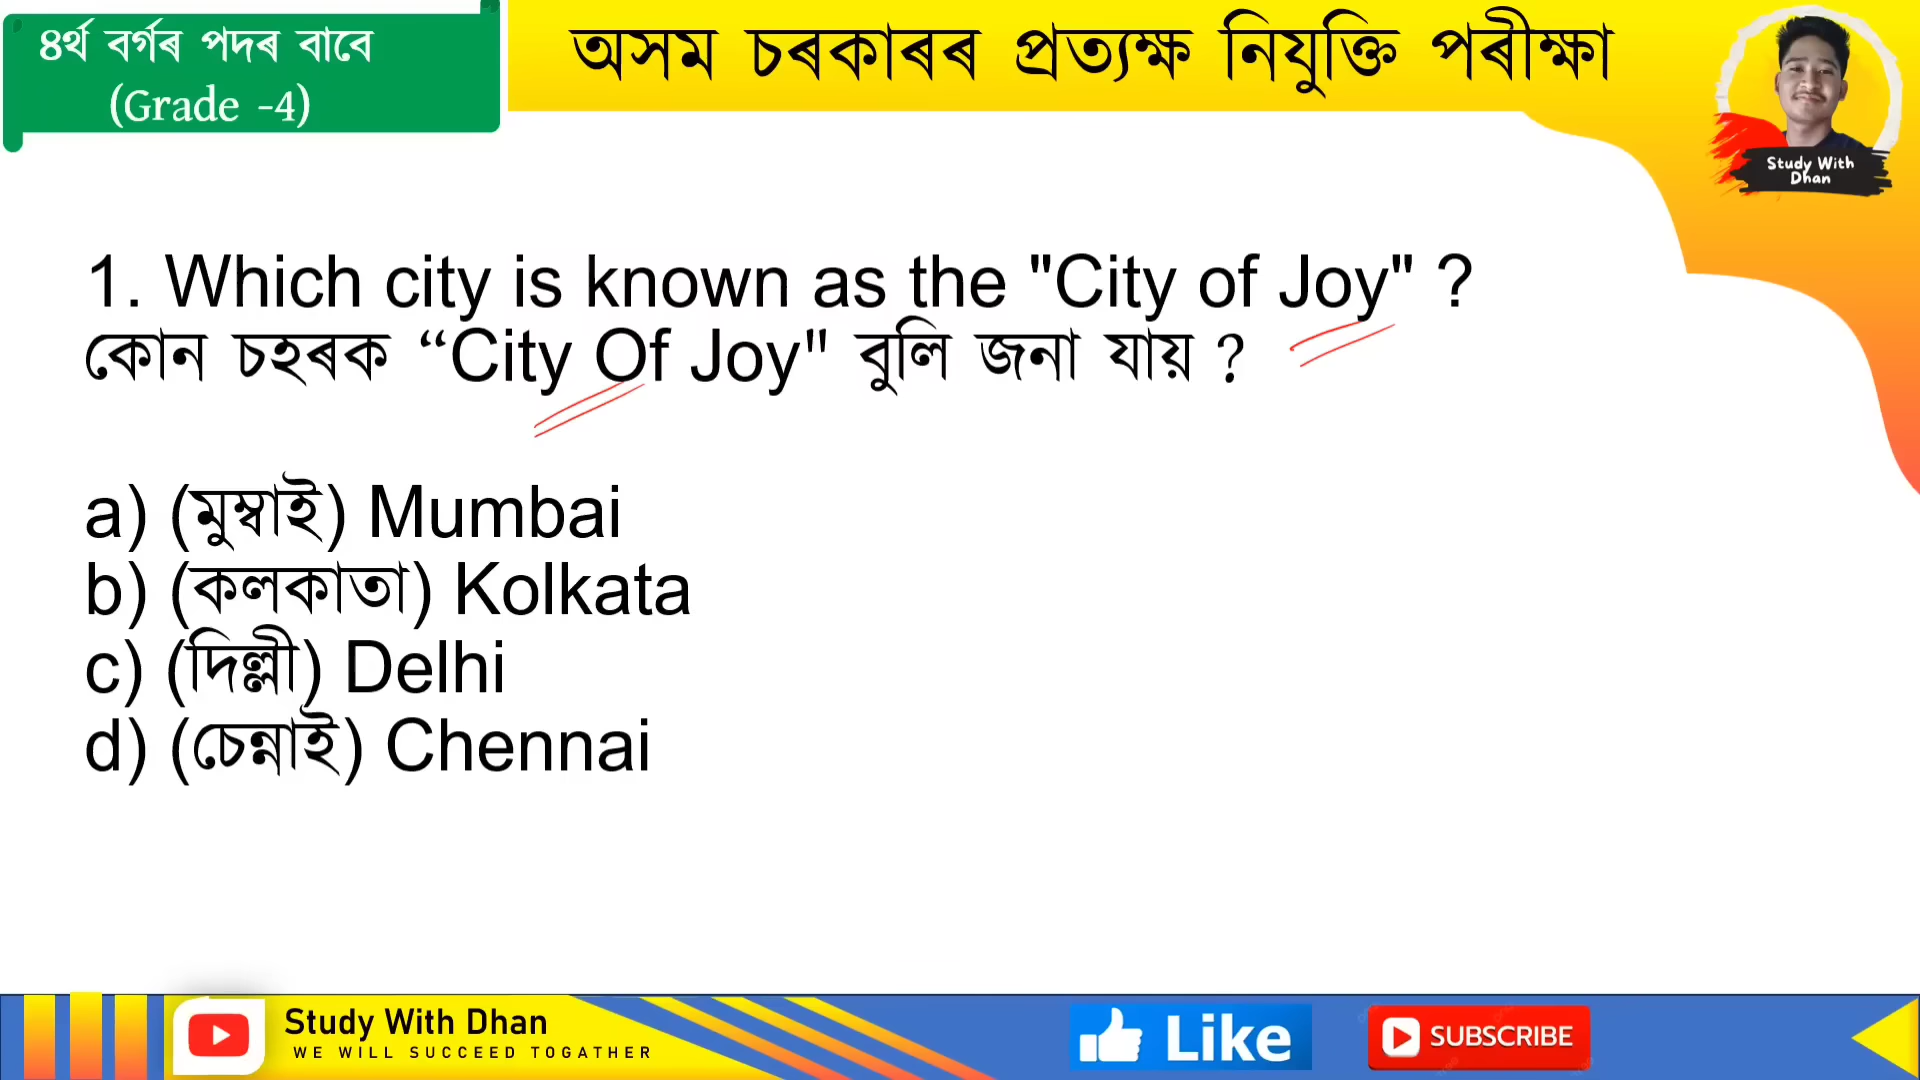 ৪ৰ্থ বৰ্গৰ পদৰ বাবে
(Grade -4)
অসম চৰকাৰৰ প্ৰত্যক্ষ নিযুক্তি পৰীক্ষা
Study With
Dhan
1. Which city is known as the "City of Joy" ?
কোন চহৰক “City Of Joy" বুলি জনা যায় ?
a) (মুম্বাই) Mumbai
b) (কলকাতা) Kolkata
c) (দিল্লী) Delhi
d) (চেন্নাই) Chennai
Study With Dhan
WE WILL SUCCEED TOGATHER
Like
SUBSCRIBE